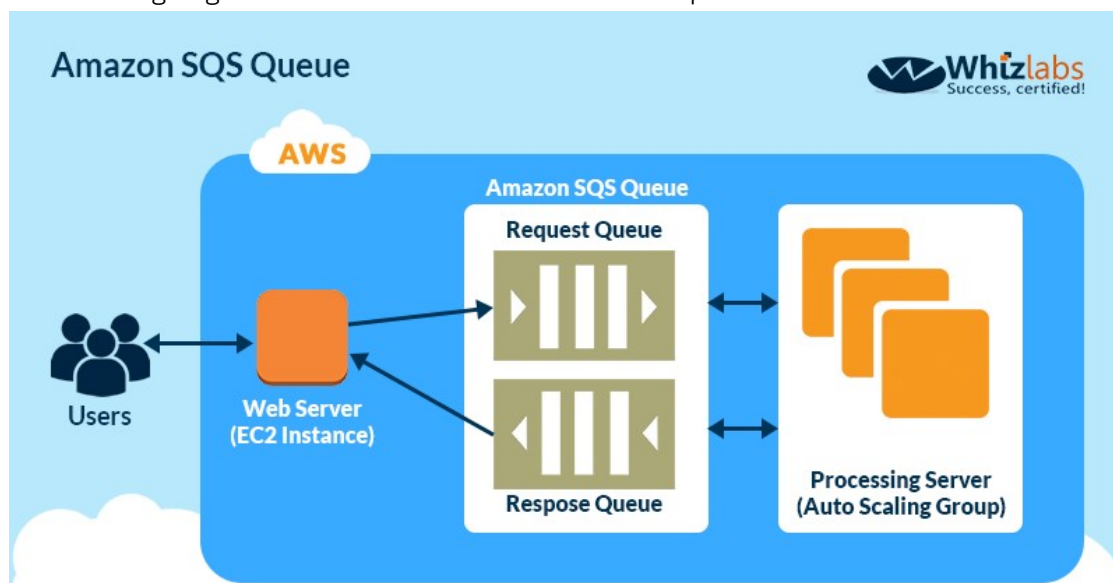 Amazon SQS Queue
Whizlabs
Success, certified!
AWS
Amazon SQS Queue
Request Queue
Respose Queue
Users
Web Server
(EC2 Instance)
Processing Server
(Auto Scaling Group)